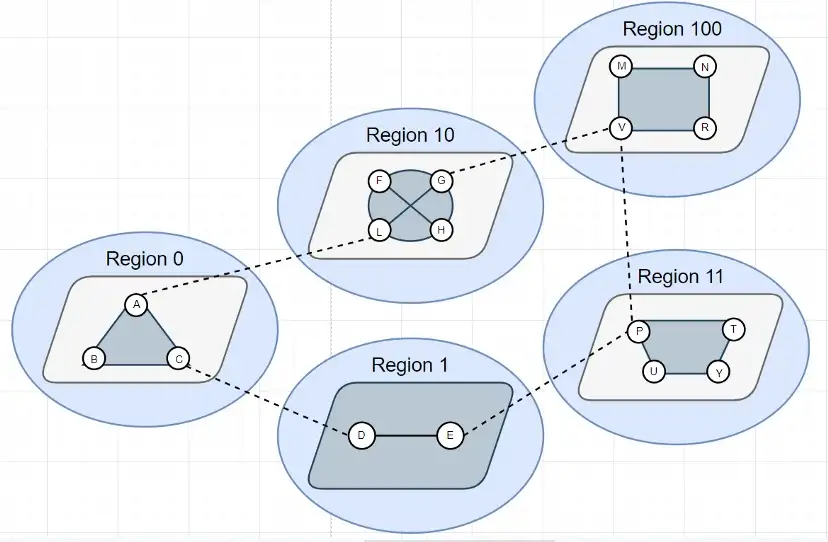 Region 100
M
N
V
R
Region 10
F
G
L
H
Region 0
A
B
C
Region 11
P
T
U
Y
Region 1
D
E